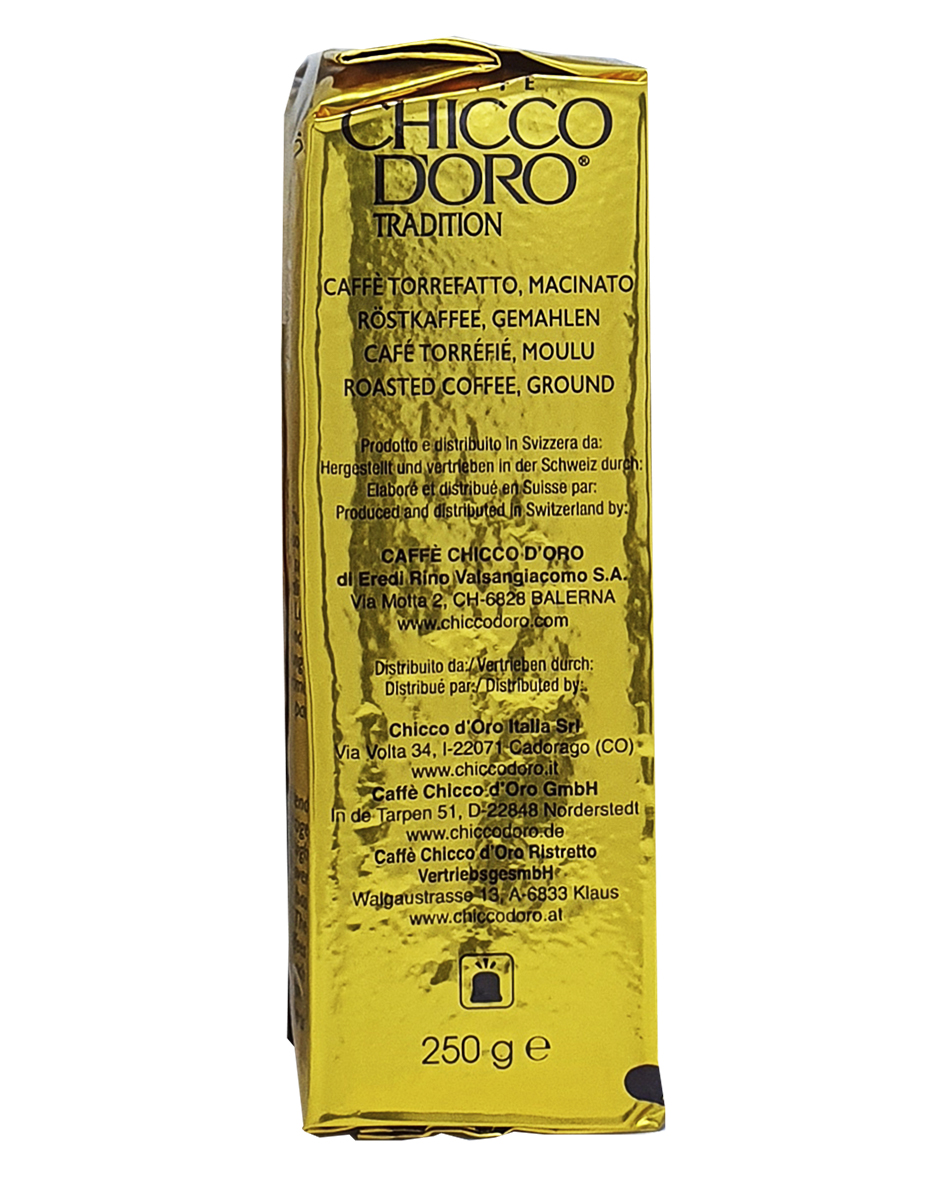 CHICCO
D'ORO®
TRADITION
CAFFÈ TORREFATTO, MACINATO
RÖSTKAFFEE, GEMAHLEN
CAFÉ TORRÉFIÉ, MOULU
ROASTED COFFEE, GROUND
Prodotto e distribuito in Svizzera da:
Hergestellt und vertrieben in der Schweiz durch:
Elaboré et distribué en Suisse par:
Produced and distributed in Switzerland by:
CAFFÈ CHICCO D'ORO
di Eredi Rino Valsangiacomo S.A.
Via Motta 2, CH-6828 BALERNA
www.chiccodoro.com
Distribuito da:/ Vertrieben durch:
Distribué par:/ Distributed by:
Chicco d'Oro Italia Srl
Via Volta 34, I-22071 Cadorago (CO)
www.chiccodoro.it
Caffè Chicco d'Oro GmbH
In de Tarpen 51, D-22848 Norderstedt
www.chiccodoro.de
Caffè Chicco d'Oro Ristretto
VertriebsgesmbH
Walgaustrasse 13, A-6833 Klaus
www.chiccodoro.at
250 g e